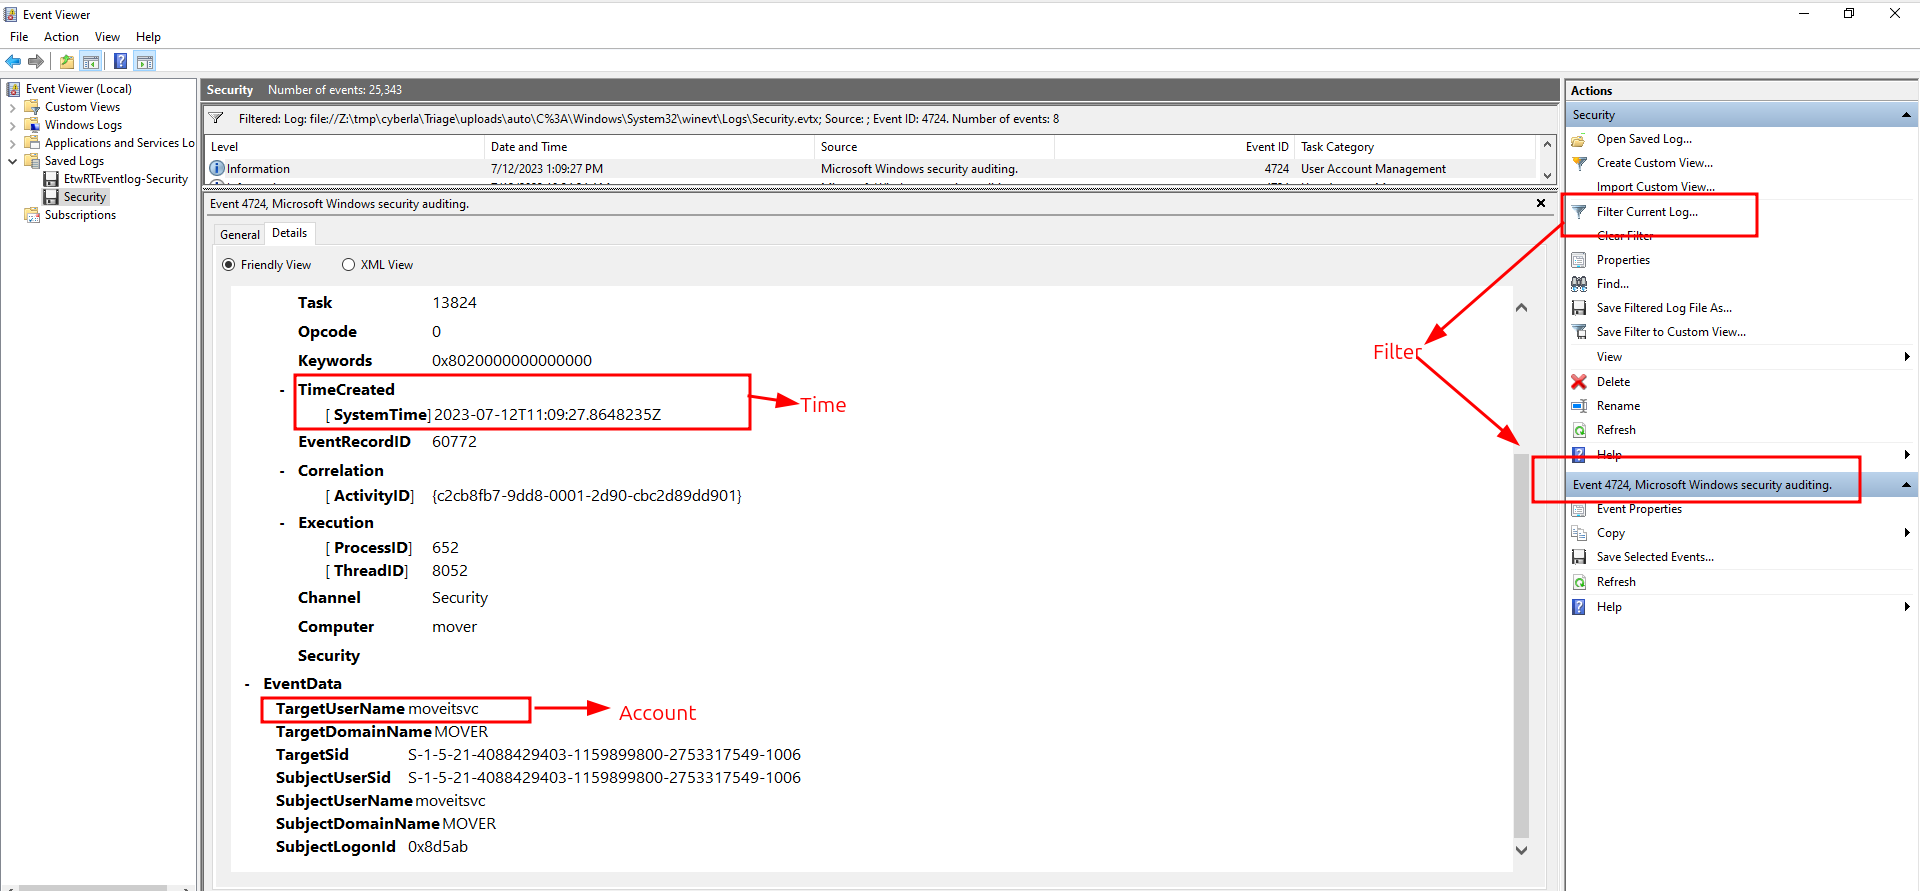 Event Viewer
File Action View Help
Event Viewer (Local)
Custom Views
Windows Logs
Applications and Services Lo
Saved Logs
EtwRTEventlog-Security
Security
Subscriptions
Security Number of events: 25,343
Filtered: Log: file://Z:\tmp\cyberla\Triage\uploads\auto\C%3A\Windows\System32\winevt\Logs\Security.evtx; Source: ; Event ID: 4724. Number of events: 8
Level Date and Time Source Event ID Task Category
Information 7/12/2023 1:09:27 PM Microsoft Windows security auditing. 4724 User Account Management
Event 4724, Microsoft Windows security auditing.
General Details
Friendly View XML View
Task 13824
Opcode 0
Keywords 0x8020000000000000
- TimeCreated
[ SystemTime] 2023-07-12T11:09:27.8648235Z
Time
EventRecordID 60772
- Correlation
[ ActivityID] {c2cb8fb7-9dd8-0001-2d90-cbc2d89dd901}
- Execution
[ ProcessID] 652
[ ThreadID] 8052
Channel Security
Computer mover
Security
- EventData
TargetUserName moveitsvc
Account
TargetDomainName MOVER
TargetSid S-1-5-21-4088429403-1159899800-2753317549-1006
SubjectUserSid S-1-5-21-4088429403-1159899800-2753317549-1006
SubjectUserName moveitsvc
SubjectDomainName MOVER
SubjectLogonId 0x8d5ab
Filter
Actions
Security
Open Saved Log...
Create Custom View...
Import Custom View...
Filter Current Log...
Clear Filter
Properties
Find...
Save Filtered Log File As...
Save Filter to Custom View...
View
Delete
Rename
Refresh
Help
Event 4724, Microsoft Windows security auditing.
Event Properties
Copy
Save Selected Events...
Refresh
Help